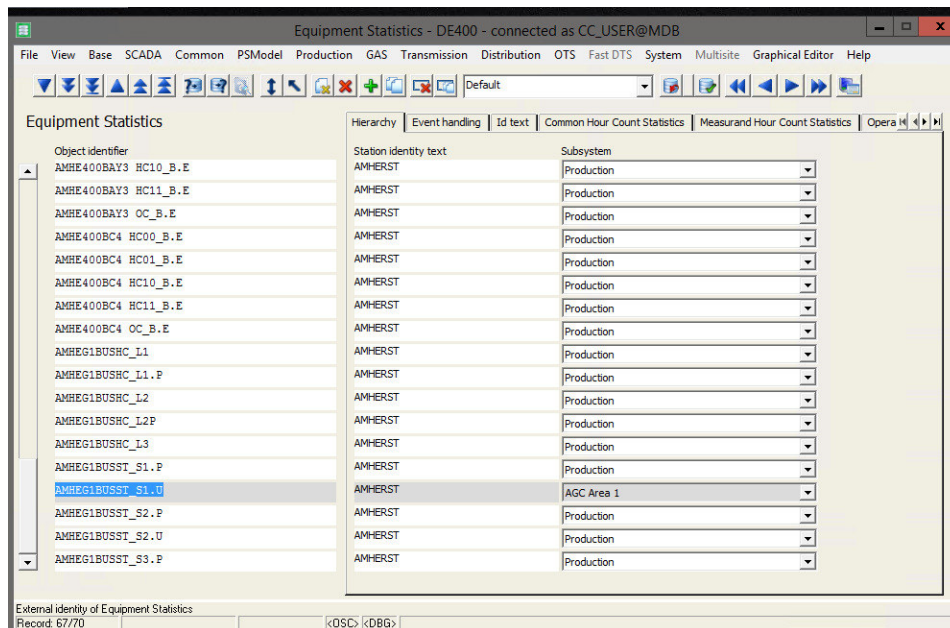 Equipment Statistics - DE400 - connected as CC_USER@MDB
File View Base SCADA Common PSModel Production GAS Transmission Distribution OTS Fast DTS System Multisite Graphical Editor Help
Default
Equipment Statistics
Hierarchy Event handling Id text Common Hour Count Statistics Measurand Hour Count Statistics Opera
Object identifier Station identity text Subsystem
AMHE400BAY3 HC10_B.E AMHERST Production
AMHE400BAY3 HC11_B.E AMHERST Production
AMHE400BAY3 OC_B.E AMHERST Production
AMHE400BC4 HC00_B.E AMHERST Production
AMHE400BC4 HC01_B.E AMHERST Production
AMHE400BC4 HC10_B.E AMHERST Production
AMHE400BC4 HC11_B.E AMHERST Production
AMHE400BC4 OC_B.E AMHERST Production
AMHEG1BUSHC_L1 AMHERST Production
AMHEG1BUSHC_L1.P AMHERST Production
AMHEG1BUSHC_L2 AMHERST Production
AMHEG1BUSHC_L2P AMHERST Production
AMHEG1BUSHC_L3 AMHERST Production
AMHEG1BUSST_S1.P AMHERST Production
AMHEG1BUSST_S1.U AMHERST AGC Area 1
AMHEG1BUSST_S2.P AMHERST Production
AMHEG1BUSST_S2.U AMHERST Production
AMHEG1BUSST_S3.P AMHERST Production
External identity of Equipment Statistics
Record: 67/70 <OSC> <DBG>